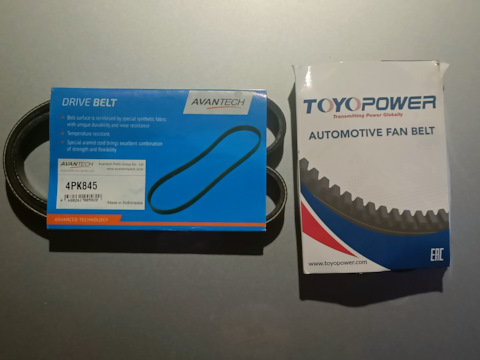 DRIVE BELT
AVANTECH
Belt surface is reinforced by special synthetic fabric
with unique durability and wear resistance
Temperature resistant
Special aramid cord brings excellent combination
of strength and flexibility
AVANTECH
4PK845
Made in Indonesia
ADVANCED TECHNOLOGY
TOYOPOWER
Transmitting Power Globally
AUTOMOTIVE FAN BELT
www.toyopower.com
EAC